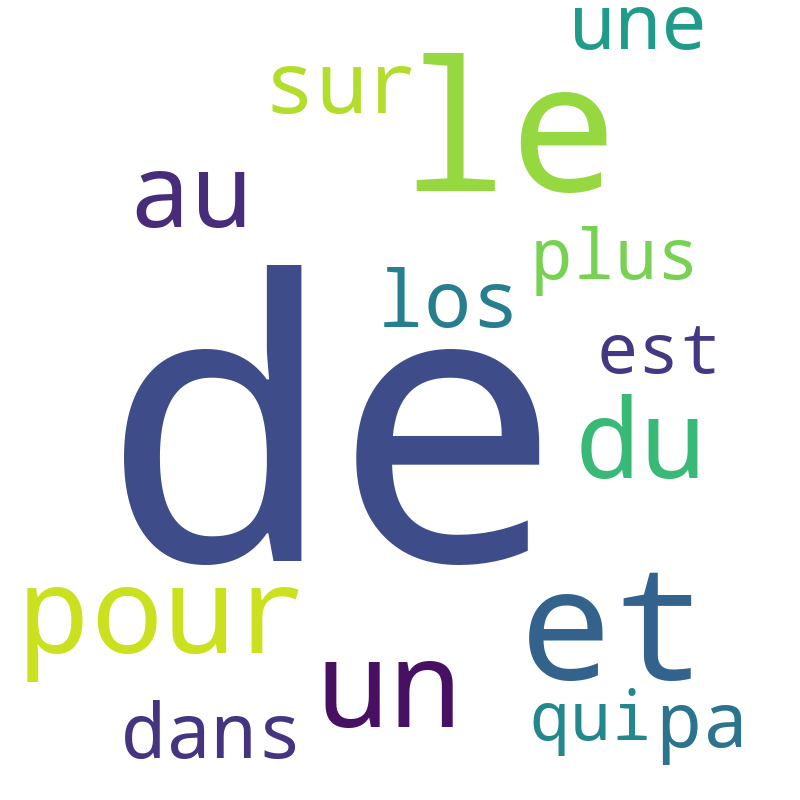 une
sur le
au
plus
los
est
de
du
pour
et
un
qui pa
dans